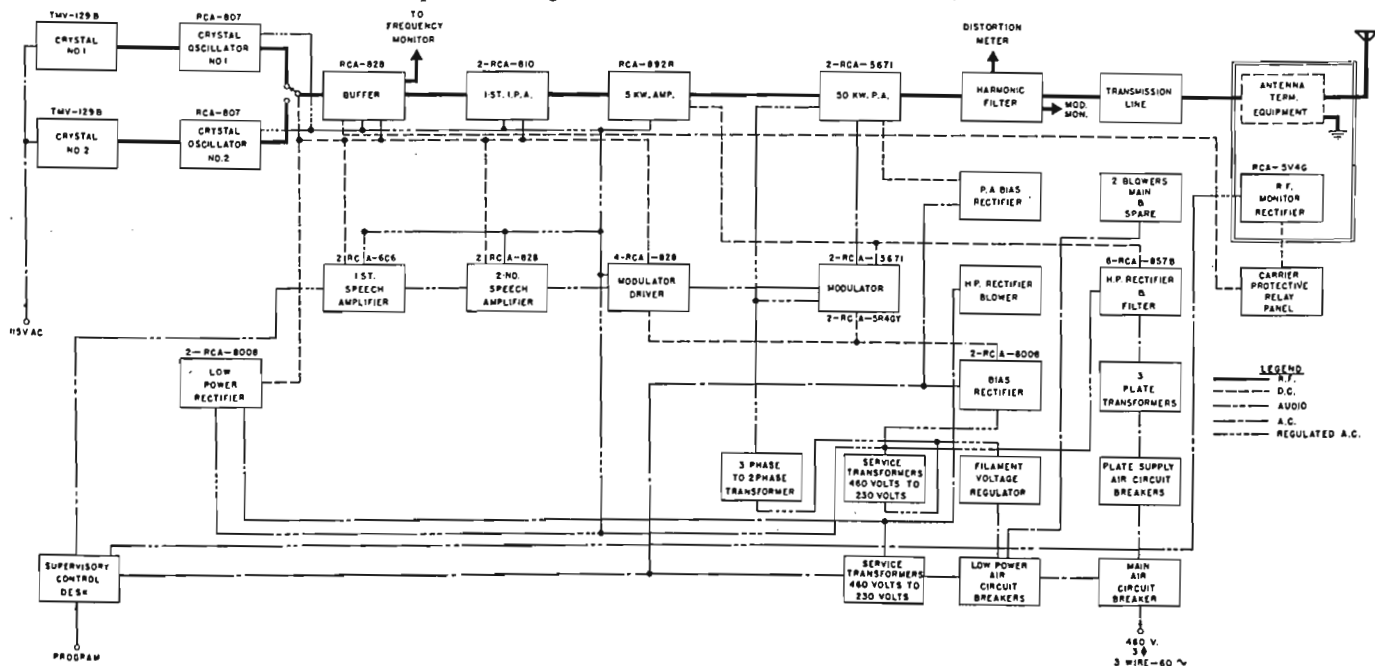 TMV-129B
CRYSTAL
NO.1
RCA-807
CRYSTAL
OSCILLATOR
NO.1
TO
FREQUENCY
MONITOR
RCA-828
BUFFER
2-RCA-810
1-ST. I.P.A.
RCA-892R
5 KW. AMP.
2-RCA-5671
50 KW. P.A.
DISTORTION
METER
HARMONIC
FILTER
MOD.
MON.
TRANSMISSION
LINE
ANTENNA
TERM.
EQUIPMENT
TMV-129B
CRYSTAL
NO.2
RCA-807
CRYSTAL
OSCILLATOR
NO.2
P.A BIAS
RECTIFIER
2 BLOWERS
MAIN
&
SPARE
RCA-5V4G
R.F.
MONITOR
RECTIFIER
2 RCA-6C6
1 ST.
SPEECH
AMPLIFIER
2 RCA-828
2-ND.
SPEECH
AMPLIFIER
4-RCA-828
MODULATOR
DRIVER
2-RCA-5671
MODULATOR
2-RCA-5R4GY
H.P. RECTIFIER
BLOWER
6-RCA-857B
H.P. RECTIFIER
&
FILTER
CARRIER
PROTECTIVE
RELAY
PANEL
115V AC
2-RCA-8008
LOW
POWER
RECTIFIER
2-RCA-8008
BIAS
RECTIFIER
3
PLATE
TRANSFORMERS
LEGEND
R.F.
D.C.
AUDIO
A.C.
REGULATED A.C.
3 PHASE
TO 2 PHASE
TRANSFORMER
SERVICE
TRANSFORMERS
460 VOLTS TO
230 VOLTS
FILAMENT
VOLTAGE
REGULATOR
PLATE SUPPLY
AIR CIRCUIT
BREAKERS
SUPERVISORY
CONTROL
DESK
SERVICE
TRANSFORMERS
460 VOLTS TO
230 VOLTS
LOW POWER
AIR
CIRCUIT
BREAKERS
MAIN
AIR
CIRCUIT
BREAKER
PROGRAM
460 V.
3 ϕ
3 WIRE-60 ~